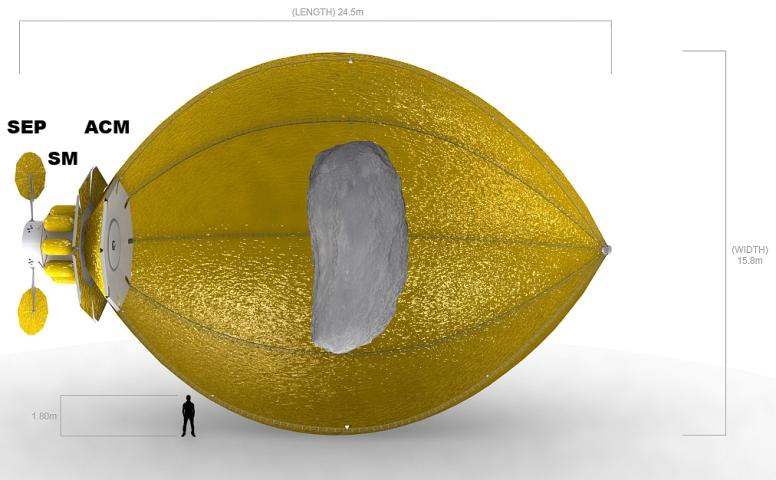 (LENGTH) 24.5m
SEP
ACM
SM
(WIDTH)
15.8m
1.80m